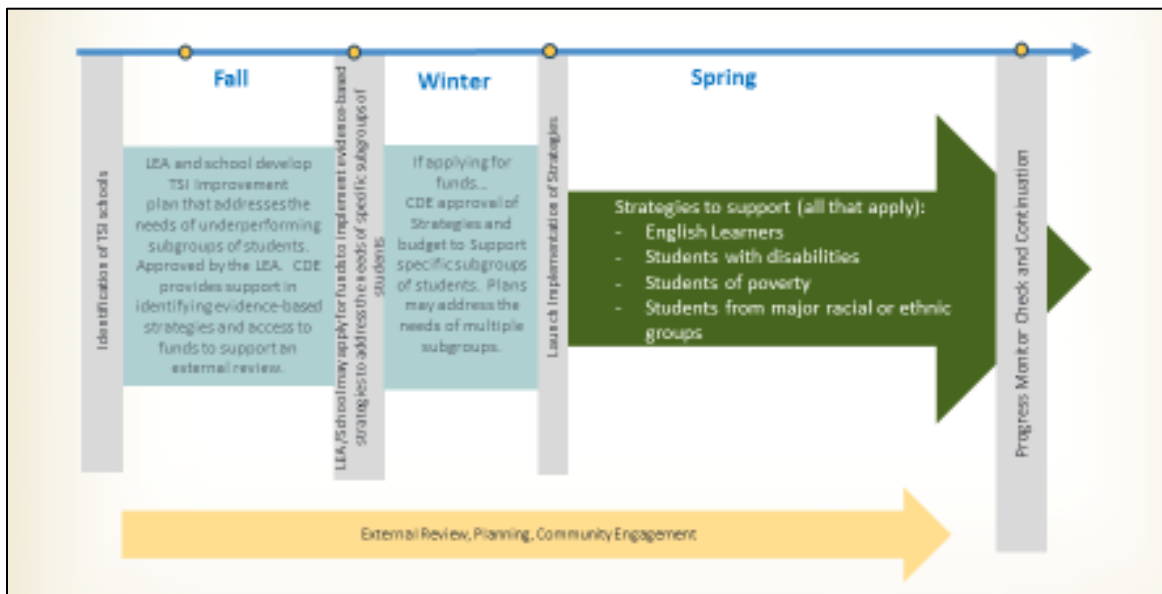 Fall
Winter
Spring
Identification of TSI schools
LEA and school develop
TSI Improvement
plan that addresses the
needs of underperforming
subgroups of students.
Approved by the LEA. CDE
provides support in
identifying evidence-based
strategies and access to
funds to support an
external review.
LEA/School may apply for funds to implement evidence-based
strategies to address the needs of specific subgroups of
students
If applying for
funds...
CDE approval of
Strategies and
budget to Support
specific subgroups
of students. Plans
may address the
needs of multiple
subgroups.
Launch Implementation of Strategies
Strategies to support (all that apply):
- English Learners
- Students with disabilities
- Students of poverty
- Students from major racial or ethnic
groups
Progress Monitor Check and Continuation
External Review, Planning, Community Engagement